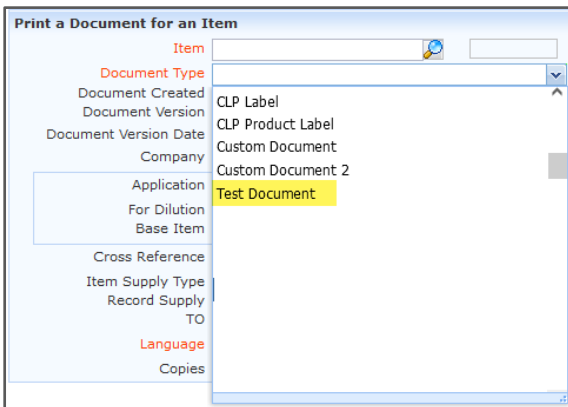 Print a Document for an Item
Item
Document Type
Document Created
CLP Label
Document Version
CLP Product Label
Document Version Date
Custom Document
Company
Custom Document 2
Application
Test Document
For Dilution
Base Item
Cross Reference
Item Supply Type
Record Supply
TO
Language
Copies